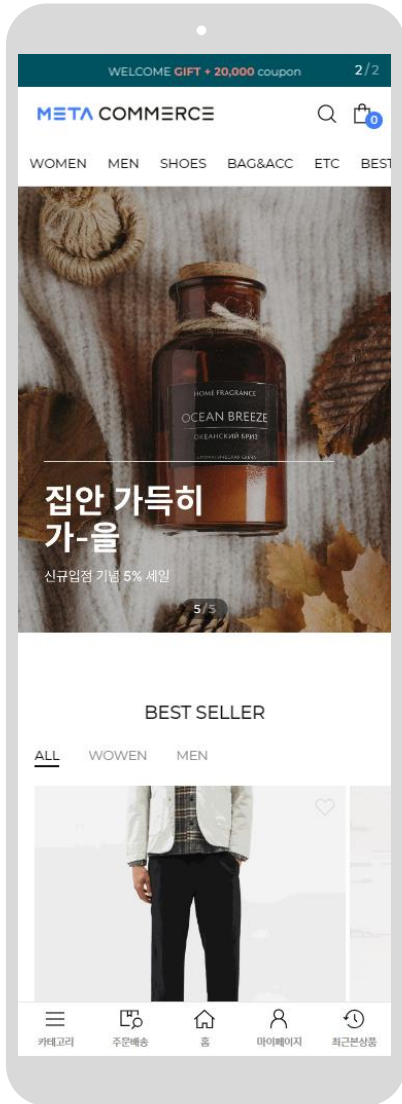 WELCOME GIFT + 20,000 coupon 2/2
META COMMERCE
0
WOMEN MEN SHOES BAG&ACC ETC BEST
HOME FRAGRANCE
OCEAN BREEZE
ОКЕАНСКИЙ БРИЗ
집안 가득히
가-을
신규입점 기념 5% 세일
5/5
BEST SELLER
ALL WOWEN MEN
카테고리 주문배송 홈 마이페이지 최근본상품